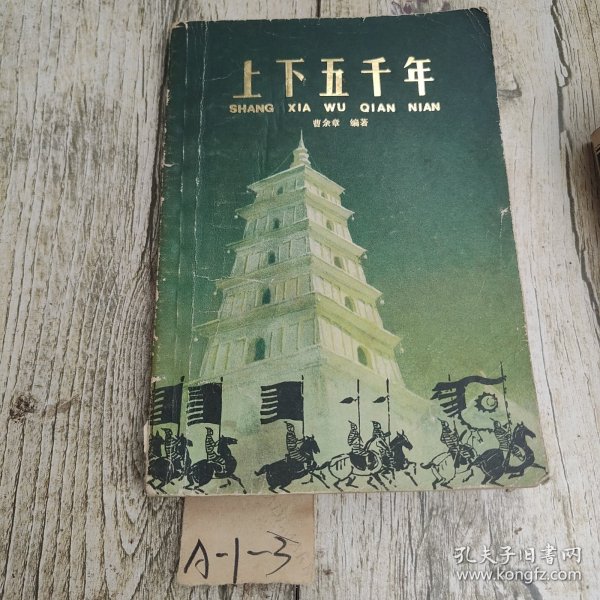 上下五千年
SHANG XIA WU QIAN NIAN
曹余章 编著
A-1-3
孔夫子旧書网
www.kongfz.com